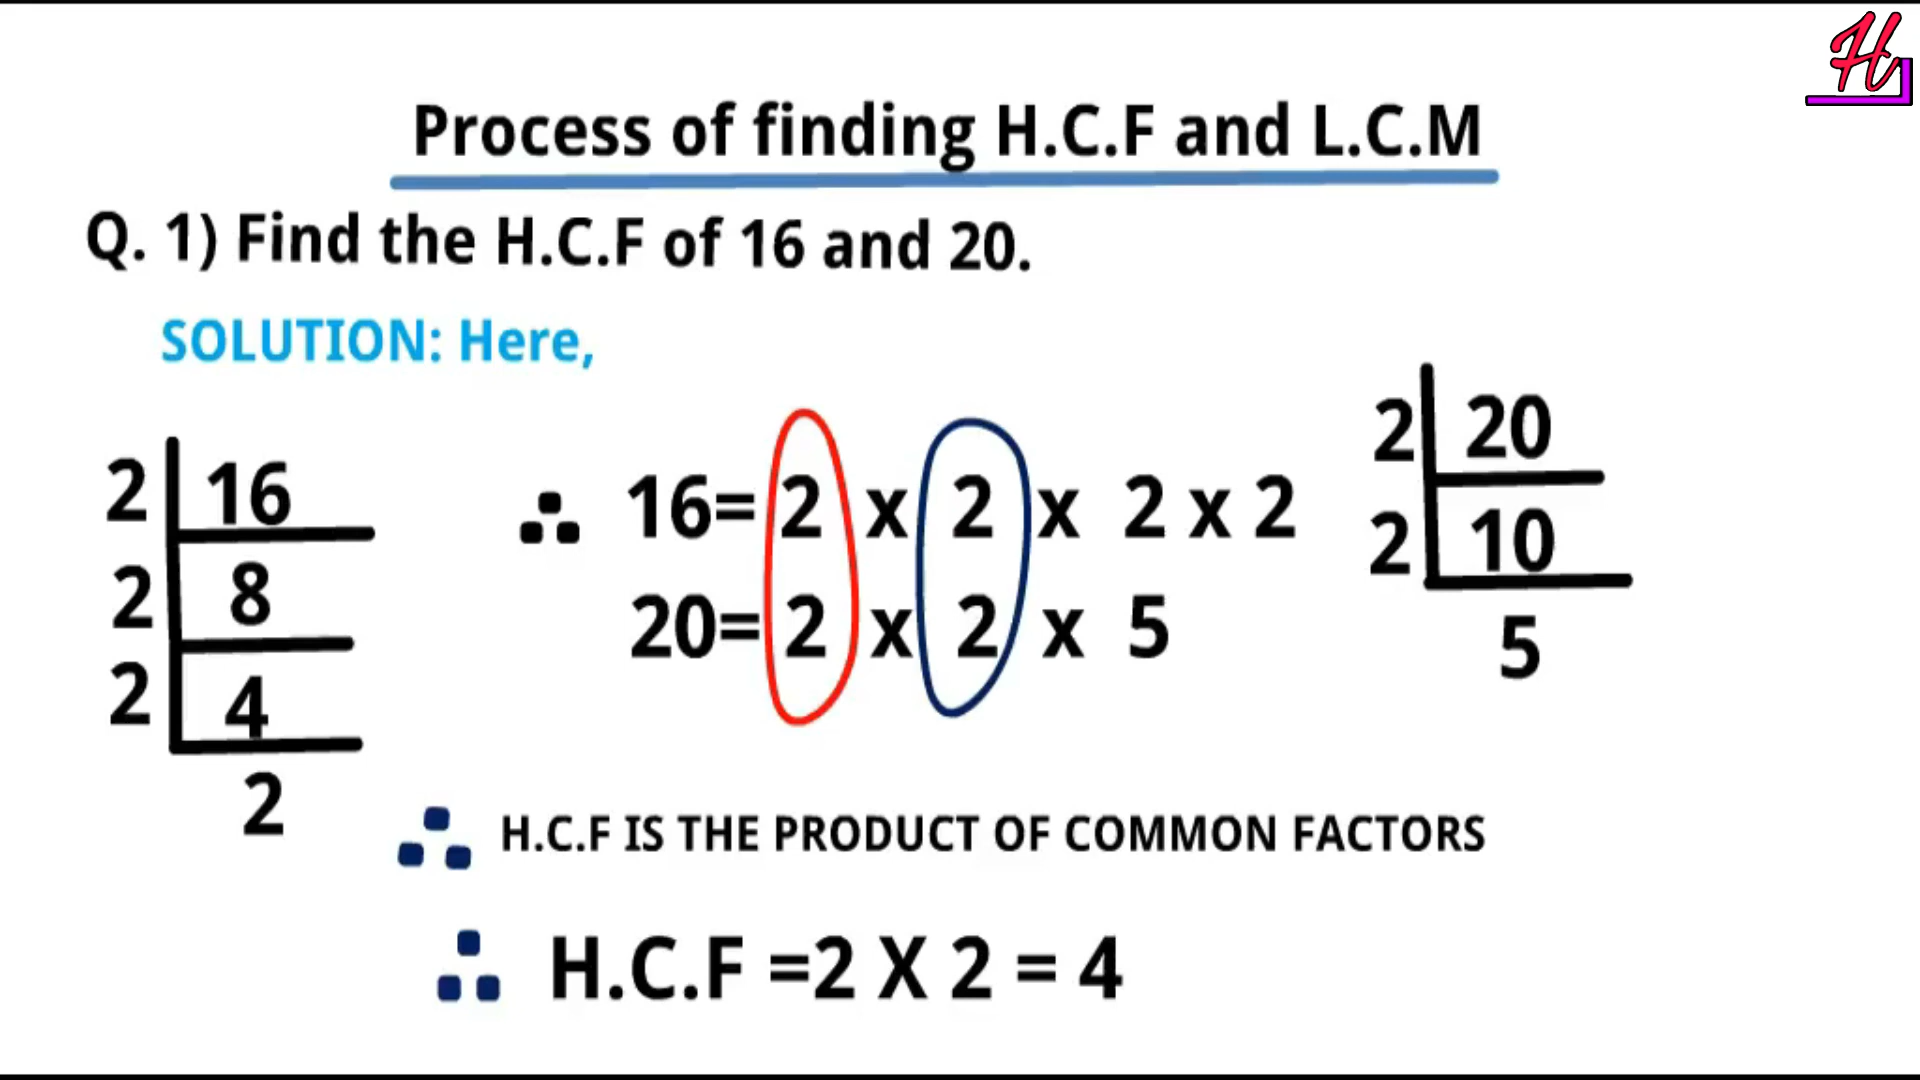 H
Process of finding H.C.F and L.C.M
Q. 1) Find the H.C.F of 16 and 20.
SOLUTION: Here,
2 16
2 8
2 4
2
∴ 16= 2 x 2 x 2 x 2
20= 2 x 2 x 5
2 20
2 10
5
∴ H.C.F IS THE PRODUCT OF COMMON FACTORS
∴ H.C.F =2 X 2 = 4